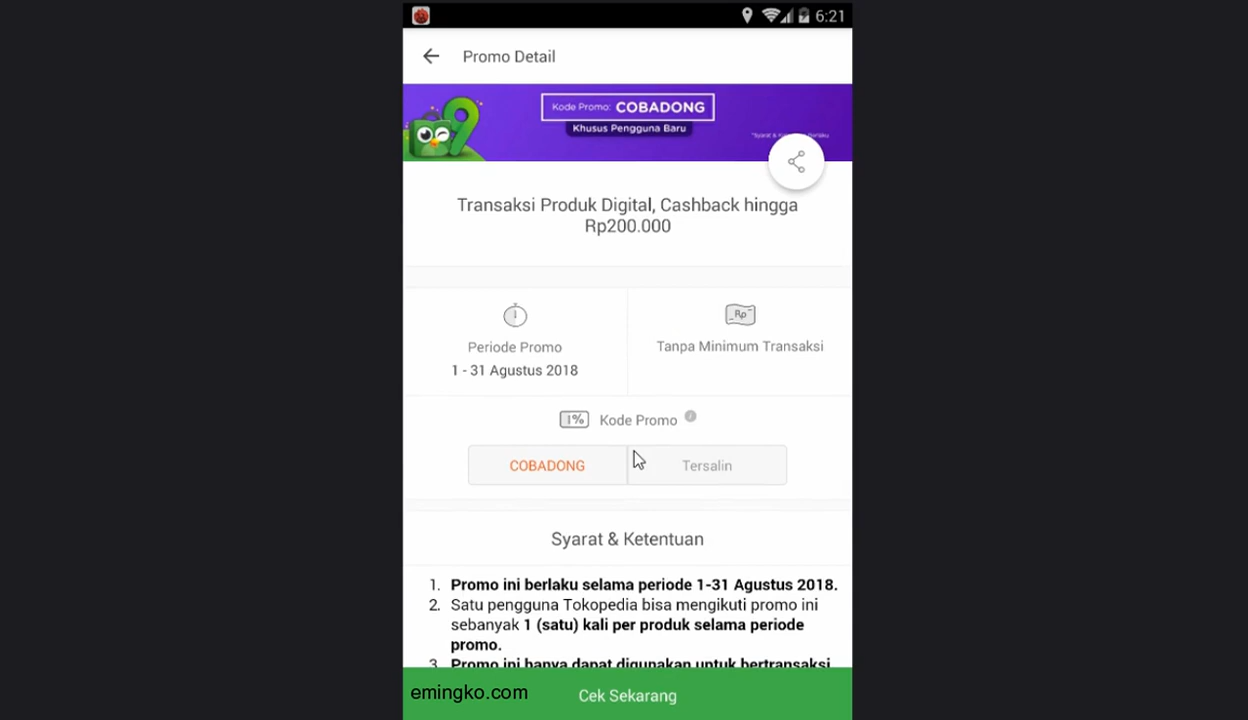 6:21
Promo Detail
Kode Promo: COBADONG
Khusus Pengguna Baru
Transaksi Produk Digital, Cashback hingga
Rp200.000
Rp
Periode Promo
Tanpa Minimum Transaksi
1 - 31 Agustus 2018
1%
Kode Promo
COBADONG
Tersalin
Syarat & Ketentuan
1. Promo ini berlaku selama periode 1-31 Agustus 2018.
2. Satu pengguna Tokopedia bisa mengikuti promo ini
sebanyak 1 (satu) kali per produk selama periode
promo.
3. Promo ini hanya dapat digunakan untuk bertransaksi
emingko.com
Cek Sekarang